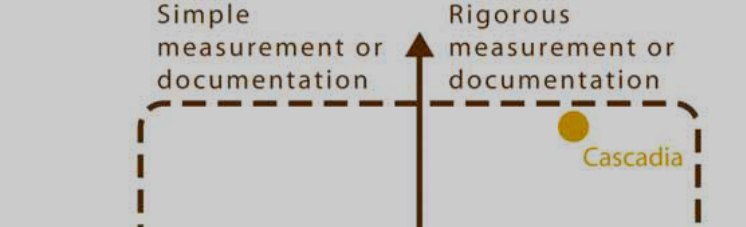 Simple
measurement or
documentation
Rigorous
measurement or
documentation
Cascadia